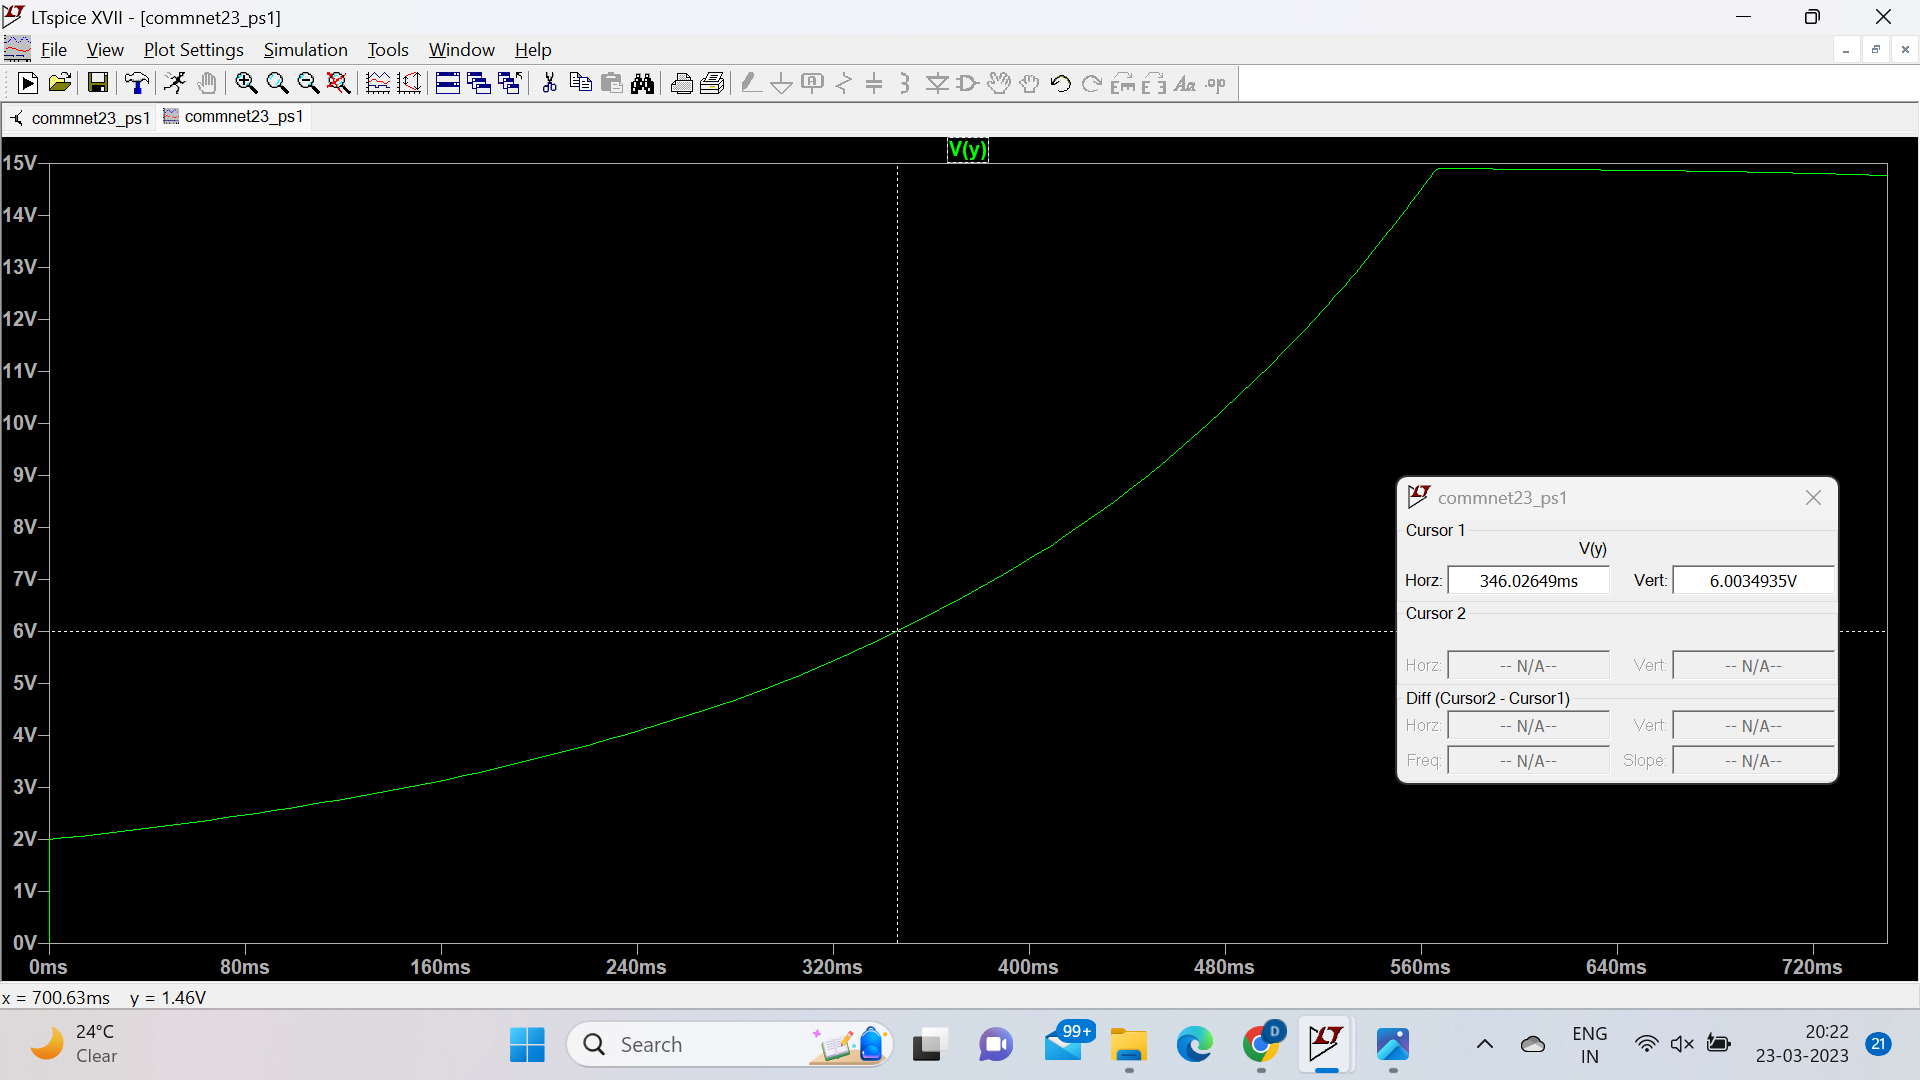 LTspice XVII - [commnet23_ps1]
File View Plot Settings Simulation Tools Window Help
commnet23_ps1 commnet23_ps1
V(y)
15V
14V
13V
12V
11V
10V
9V
8V
7V
6V
5V
4V
3V
2V
1V
0V
0ms 80ms 160ms 240ms 320ms 400ms 480ms 560ms 640ms 720ms
commnet23_ps1
Cursor 1
V(y)
Horz: 346.02649ms Vert: 6.0034935V
Cursor 2
Horz: -- N/A-- Vert: -- N/A--
Diff (Cursor2 - Cursor1)
Horz: -- N/A-- Vert: -- N/A--
Freq: -- N/A-- Slope: -- N/A--
x = 700.63ms y = 1.46V
24°C
Clear
Search
99+
D
ENG
IN
20:22
23-03-2023
21